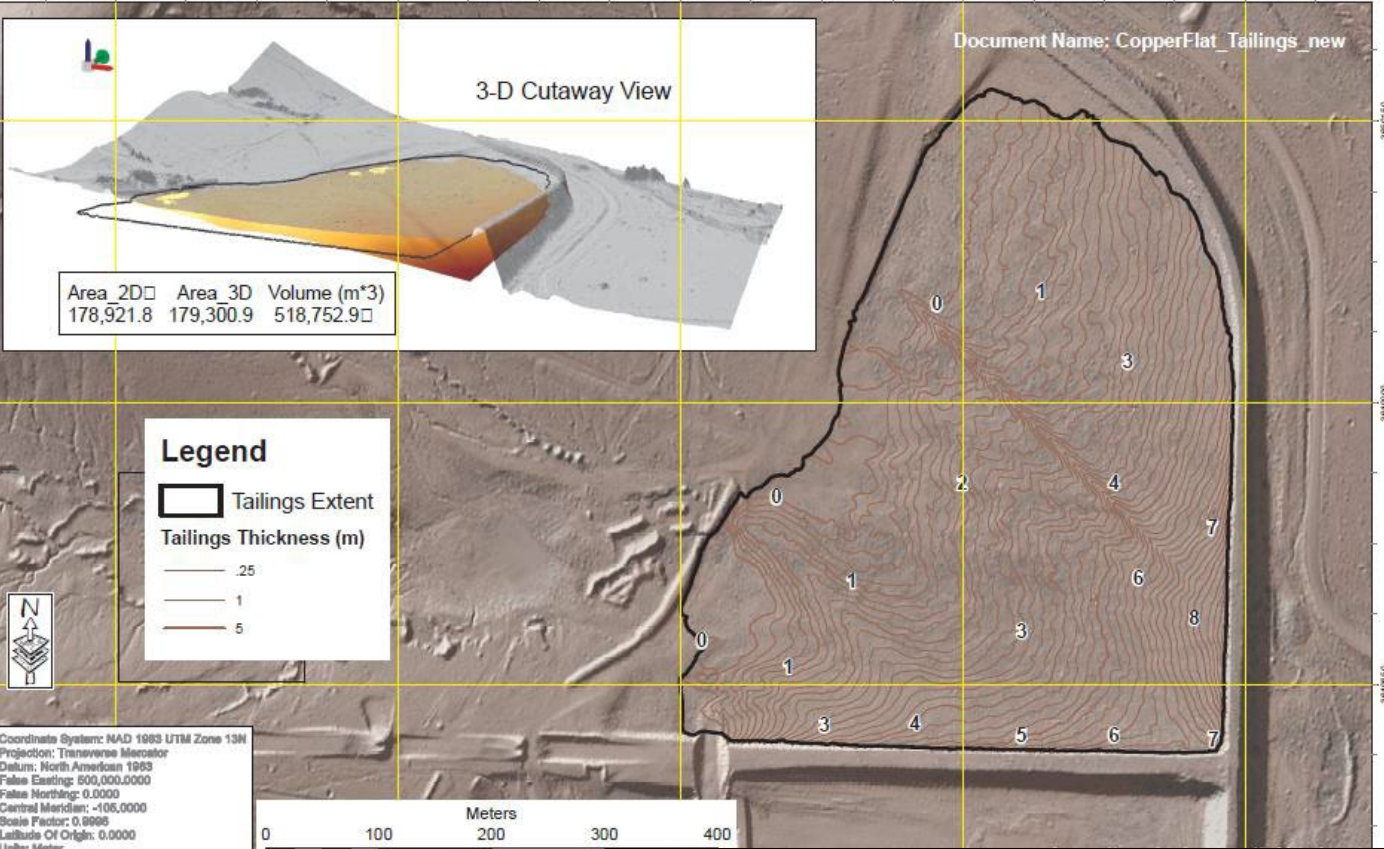 Document Name: CopperFlat_Tailings_new
3-D Cutaway View
Area_2D□ Area_3D Volume (m*3)
178,921.8 179,300.9 518,752.9□
0
1
3
0
2
4
7
1
6
8
0
1
3
3
4
5
6
7
Legend
Tailings Extent
Tailings Thickness (m)
.25
1
5
N
Coordinate System: NAD 1983 UTM Zone 13N
Projection: Transverse Mercator
Datum: North American 1983
False Easting: 500,000.0000
False Northing: 0.0000
Central Meridian: -105.0000
Scale Factor: 0.9996
Latitude Of Origin: 0.0000
Units: Meter
Meters
0 100 200 300 400